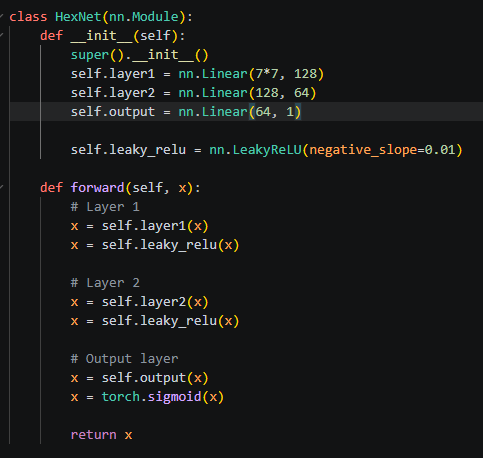 class HexNet(nn.Module):
    def __init__(self):
        super().__init__()
        self.layer1 = nn.Linear(7*7, 128)
        self.layer2 = nn.Linear(128, 64)
        self.output = nn.Linear(64, 1)

        self.leaky_relu = nn.LeakyReLU(negative_slope=0.01)

    def forward(self, x):
        # Layer 1
        x = self.layer1(x)
        x = self.leaky_relu(x)

        # Layer 2
        x = self.layer2(x)
        x = self.leaky_relu(x)

        # Output layer
        x = self.output(x)
        x = torch.sigmoid(x)

        return x